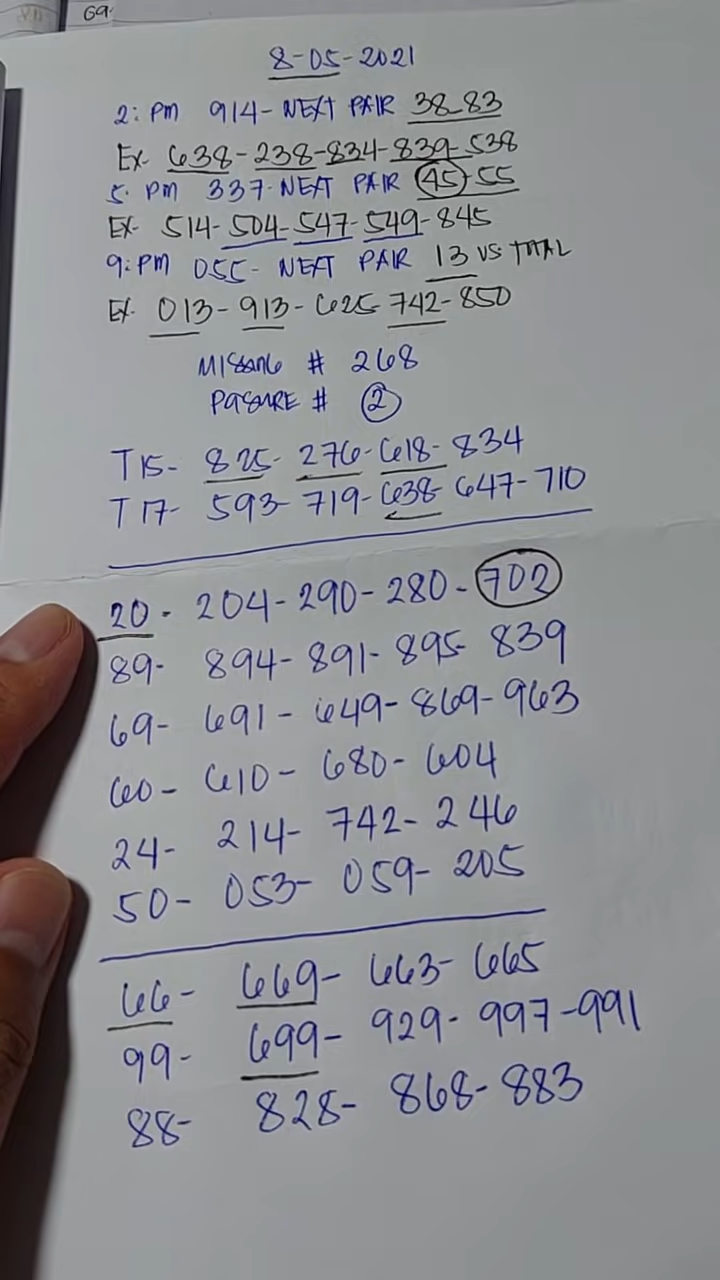 69.
8-05-2021
2: PM 914- NEXT PAIR 38-83
EX- 638-238-834-839-538
5. PM 337- NEXT PAIR 45-55
EX- 514-504-547-549-845
9:PM 055- NEXT PAIR 13 VS TOTAL
EX- 013-913-625-742-850
MISSANG # 268
PASURE # 2
T15- 825-276-618-834
T17- 593-719-638-647-710
20- 204-290-280-702
89- 894-891-895-839
69- 691-649-869-963
60- 610-680-604
24- 214-742-246
50- 053-059-205
66- 669-663-665
99- 699-929-997-991
88- 828-868-883